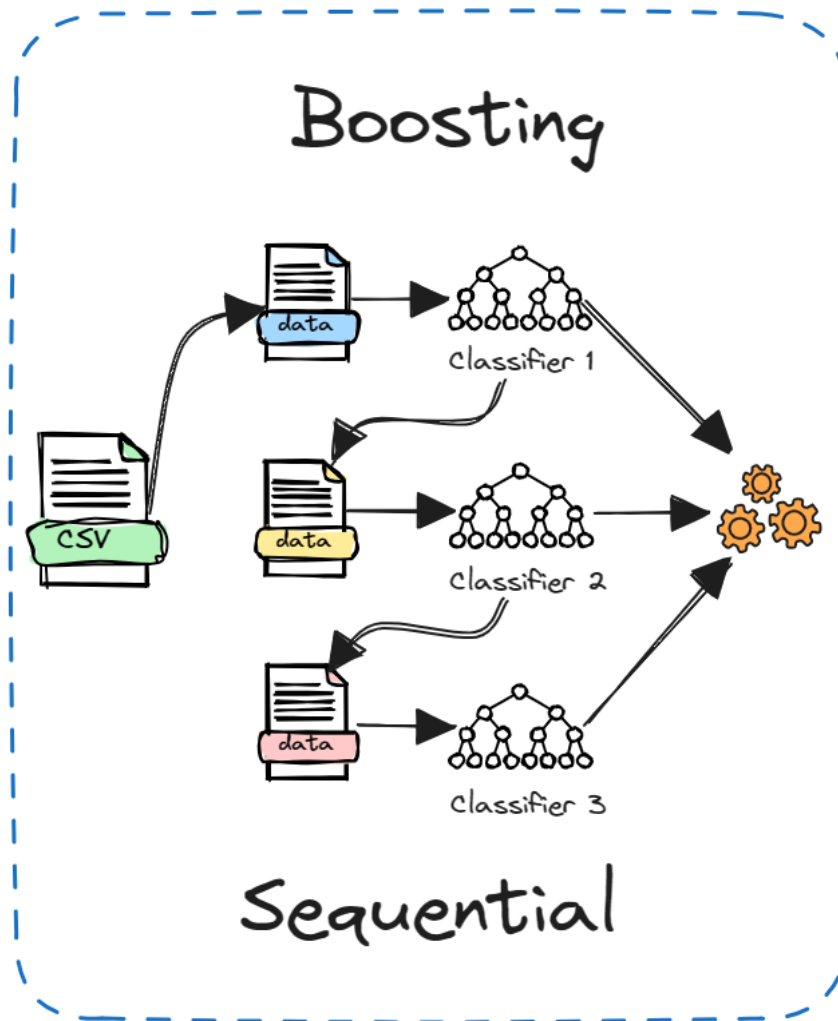 Boosting
data
Classifier 1
CSV
data
Classifier 2
data
Classifier 3
Sequential